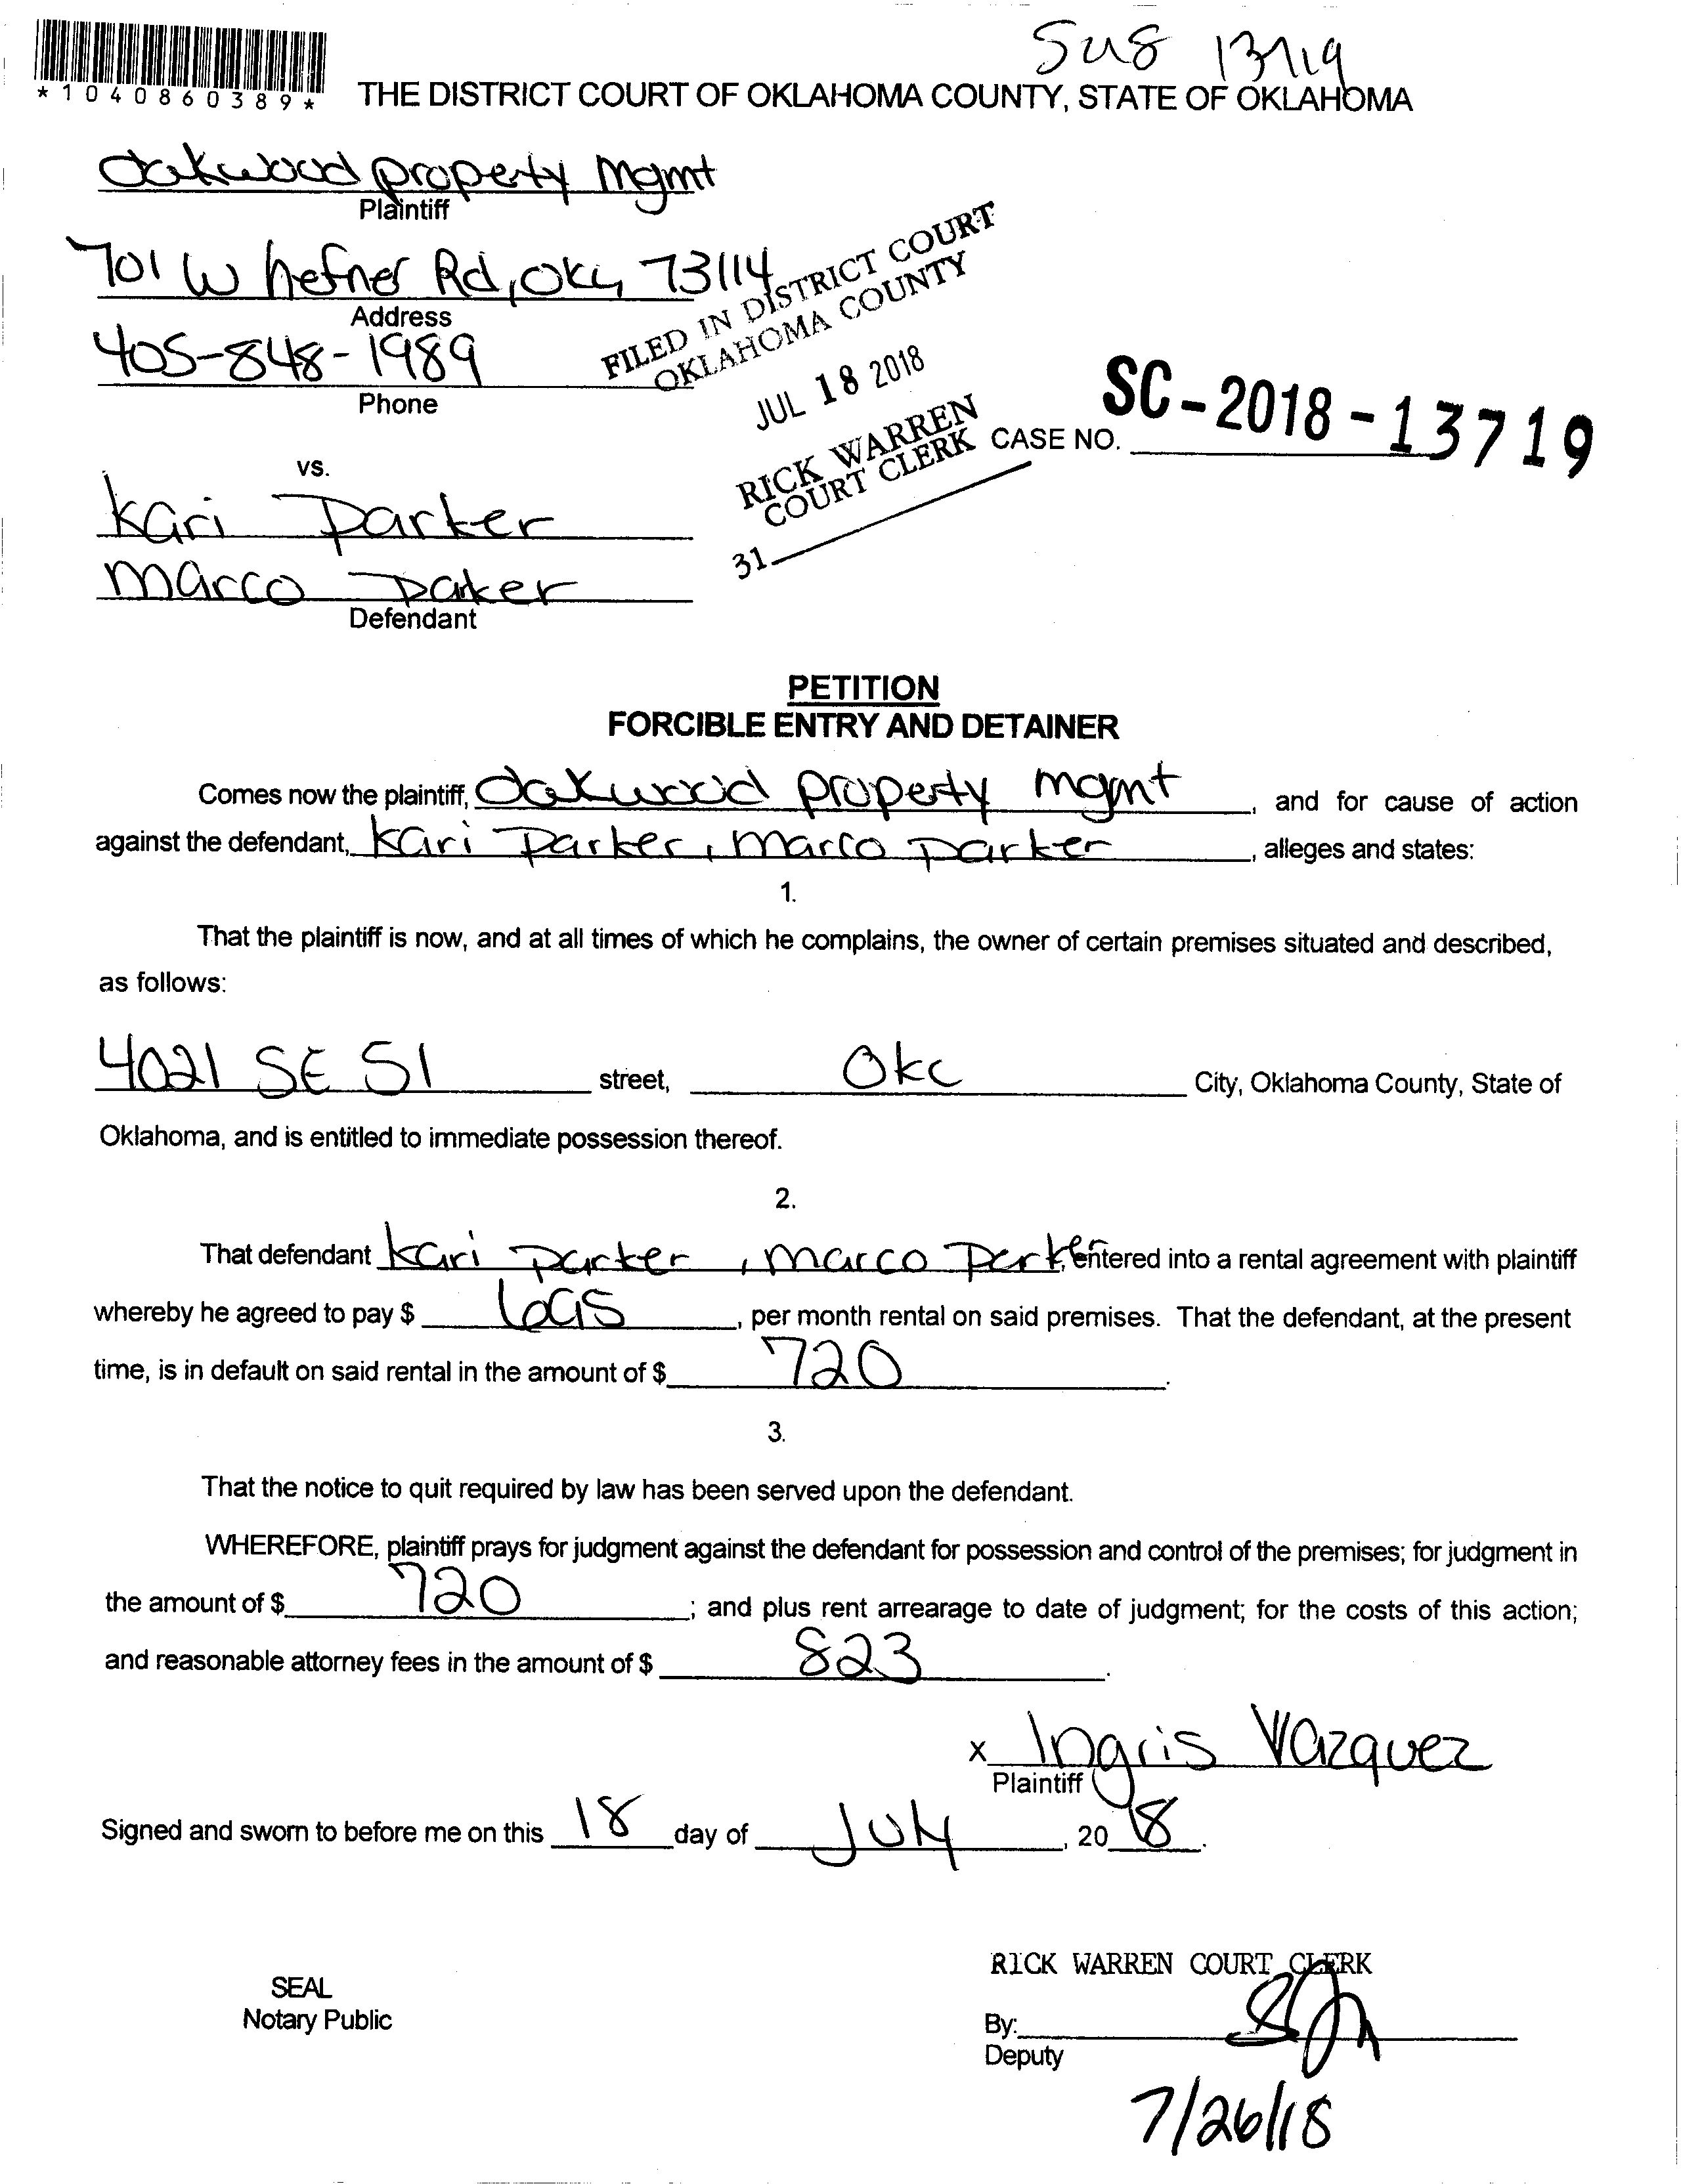 Sus 13719
*1040860389*
THE DISTRICT COURT OF OKLAHOMA COUNTY, STATE OF OKLAHOMA
Oakwood property Mgmt
Plaintiff
701 W hefner Rd, OKC, 73114
Address
405-848-1989
Phone
FILED IN DISTRICT COURT
OKLAHOMA COUNTY
JUL 18 2018
RICK WARREN
COURT CLERK
31
CASE NO. SC-2018-13719
vs.
Kari Parker
Marco Parker
Defendant
PETITION
FORCIBLE ENTRY AND DETAINER
Comes now the plaintiff, Oakwood property mgmt, and for cause of action
against the defendant, Kari Parker, Marco Parker, alleges and states:
1.
That the plaintiff is now, and at all times of which he complains, the owner of certain premises situated and described,
as follows:
4021 SE 51 street, Okc City, Oklahoma County, State of
Oklahoma, and is entitled to immediate possession thereof.
2.
That defendant Kari Parker, Marco Parker, entered into a rental agreement with plaintiff
whereby he agreed to pay $ , per month rental on said premises. That the defendant, at the present
time, is in default on said rental in the amount of $ 720.
3.
That the notice to quit required by law has been served upon the defendant.
WHEREFORE, plaintiff prays for judgment against the defendant for possession and control of the premises; for judgment in
the amount of $ 720; and plus rent arrearage to date of judgment; for the costs of this action;
and reasonable attorney fees in the amount of $ 823.
x Ingris Vazquez
Plaintiff
Signed and sworn to before me on this 18 day of July, 20 18.
RICK WARREN COURT CLERK
SEAL
Notary Public
By:
Deputy
7/26/18